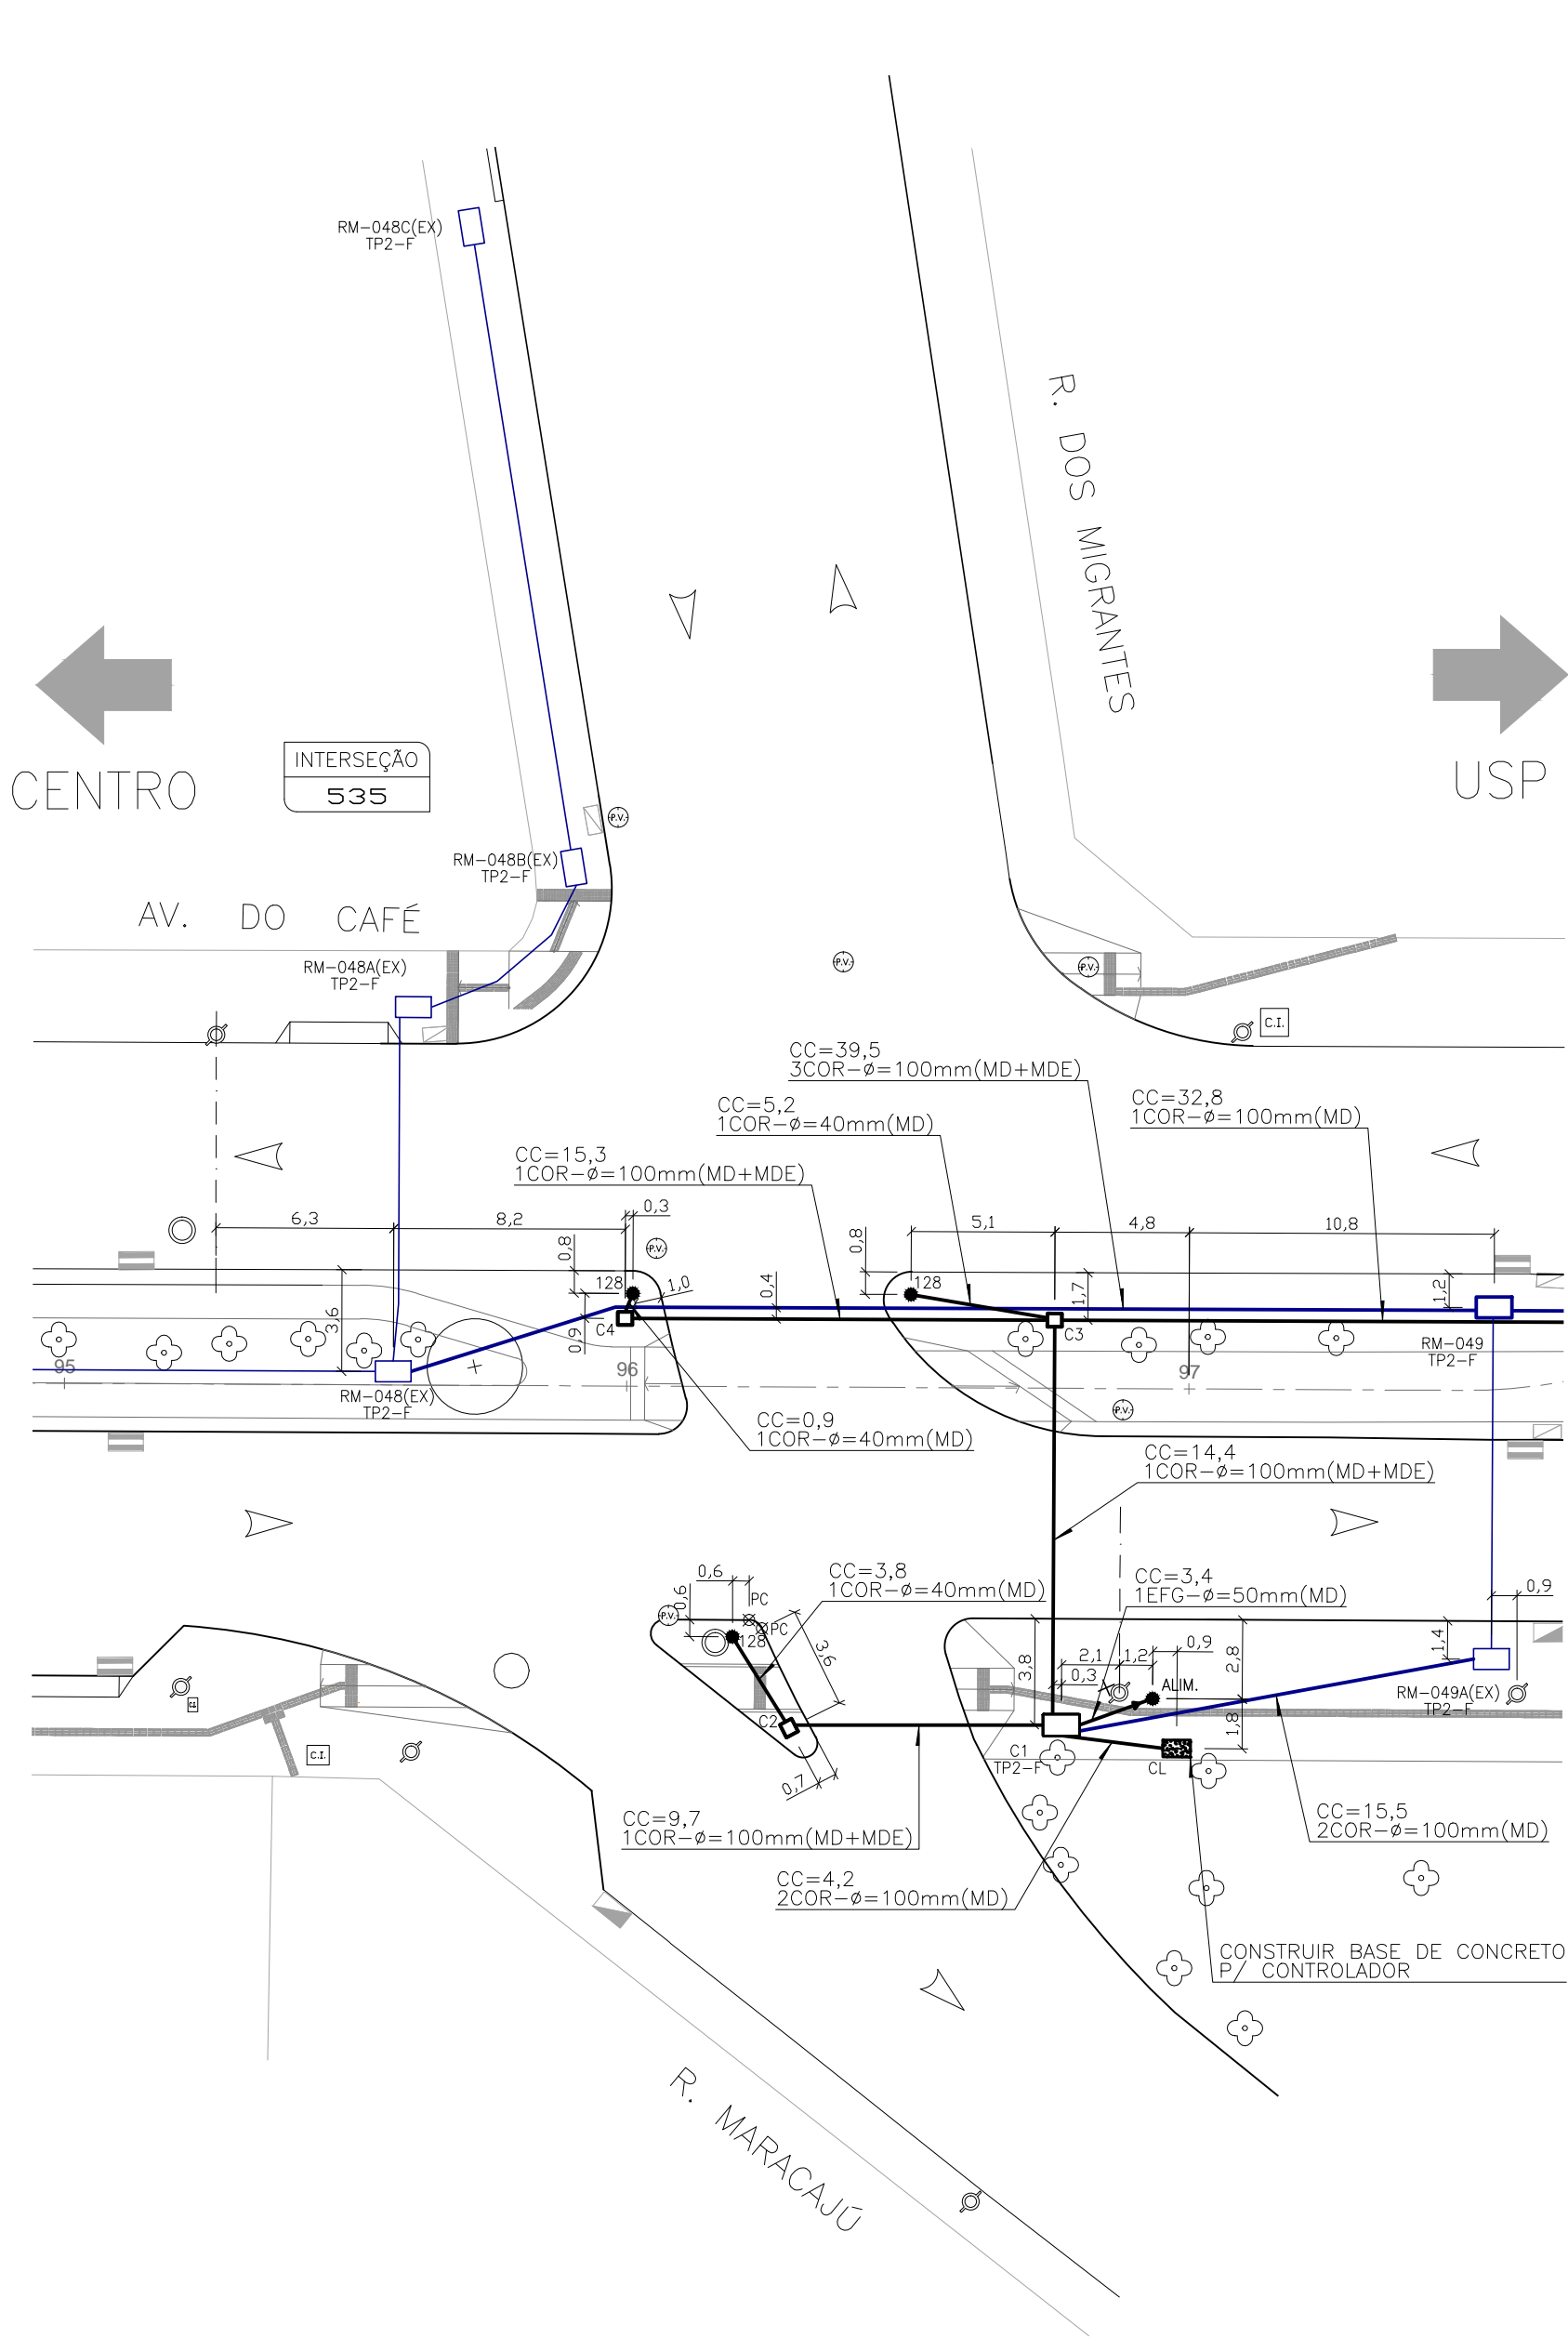 RM-048C(EX)
TP2-F
R. DOS MIGRANTES
CENTRO
INTERSEÇÃO
535
USP
P.V.
RM-048B(EX)
TP2-F
AV. DO CAFÉ
RM-048A(EX)
TP2-F
P.V.
P.V.
C.I.
CC=39,5
3COR-ø=100mm(MD+MDE)
CC=5,2
1COR-ø=40mm(MD)
CC=32,8
1COR-ø=100mm(MD)
CC=15,3
1COR-ø=100mm(MD+MDE)
6,3
8,2
0,3
5,1
4,8
10,8
P.V.
0,8
0,8
128
1,0
0,4
128
1,7
1,2
3,6
0,9
C4
C3
RM-049
TP2-F
95
96
97
RM-048(EX)
TP2-F
P.V.
CC=0,9
1COR-ø=40mm(MD)
CC=14,4
1COR-ø=100mm(MD+MDE)
0,6
0,6
PC
CC=3,8
1COR-ø=40mm(MD)
CC=3,4
1EFG-ø=50mm(MD)
0,9
P.V.
PC
128
3,6
3,8
2,1
1,2
0,9
0,3
2,8
1,4
ALIM.
RM-049A(EX)
TP2-F
C.I.
C2
1,8
C.I.
C1
TP2-F
CL
0,7
CC=9,7
1COR-ø=100mm(MD+MDE)
CC=15,5
2COR-ø=100mm(MD)
CC=4,2
2COR-ø=100mm(MD)
CONSTRUIR BASE DE CONCRETO
P/ CONTROLADOR
R. MARACAJÚ